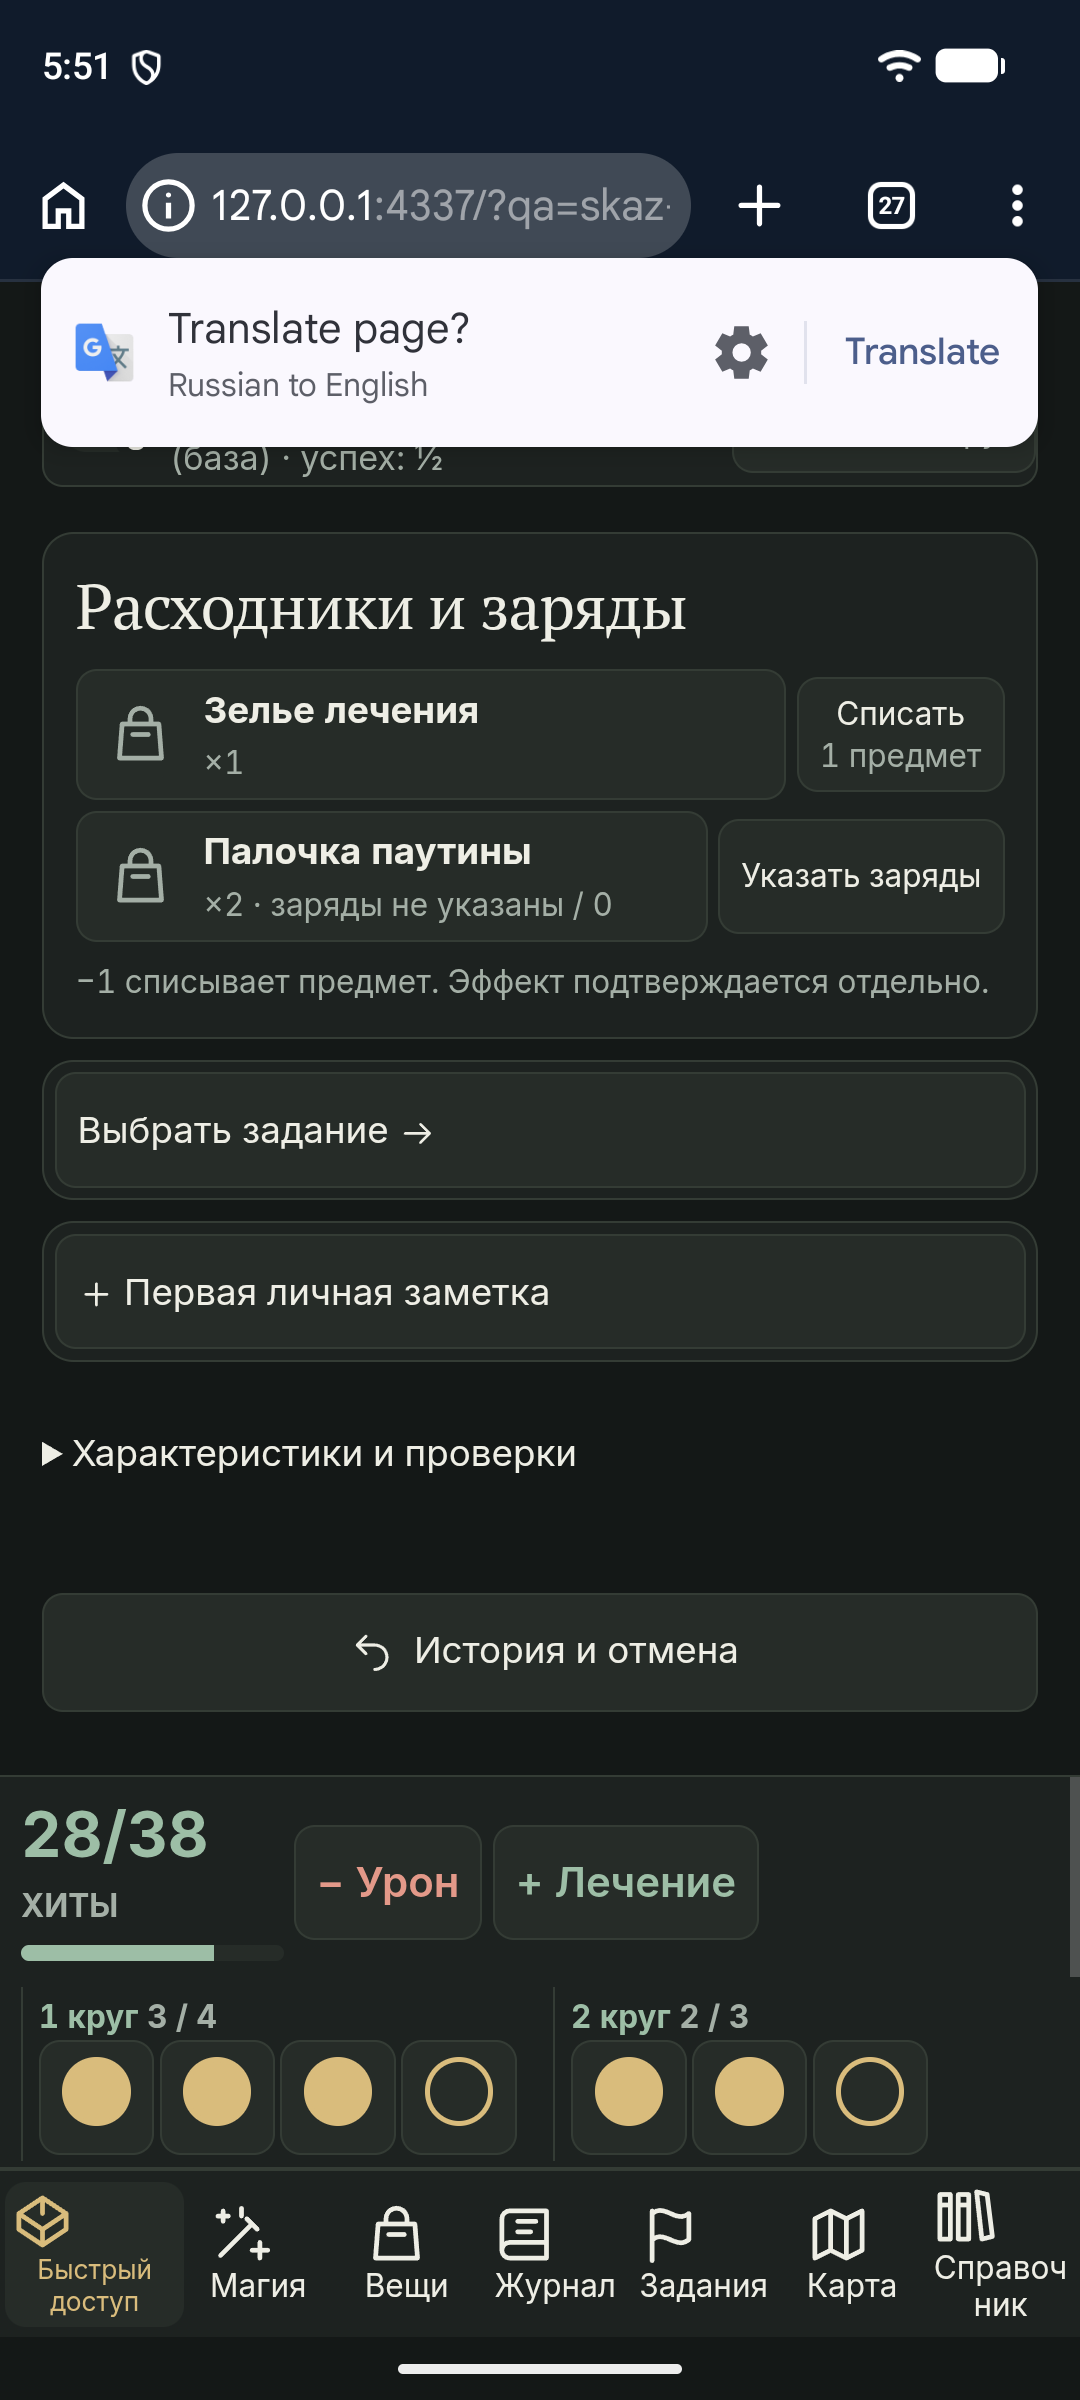 5:51
127.0.0.1:4337/?qa=skaz
27
Translate page?
Russian to English
Translate
(база) · успех: ½
Расходники и заряды
Зелье лечения
×1
Списать
1 предмет
Палочка паутины
×2 · заряды не указаны / 0
Указать заряды
−1 списывает предмет. Эффект подтверждается отдельно.
Выбрать задание →
+ Первая личная заметка
▶ Характеристики и проверки
История и отмена
28/38
ХИТЫ
− Урон
+ Лечение
1 круг 3 / 4
2 круг 2 / 3
Быстрый
доступ
Магия
Вещи
Журнал
Задания
Карта
Справоч
ник